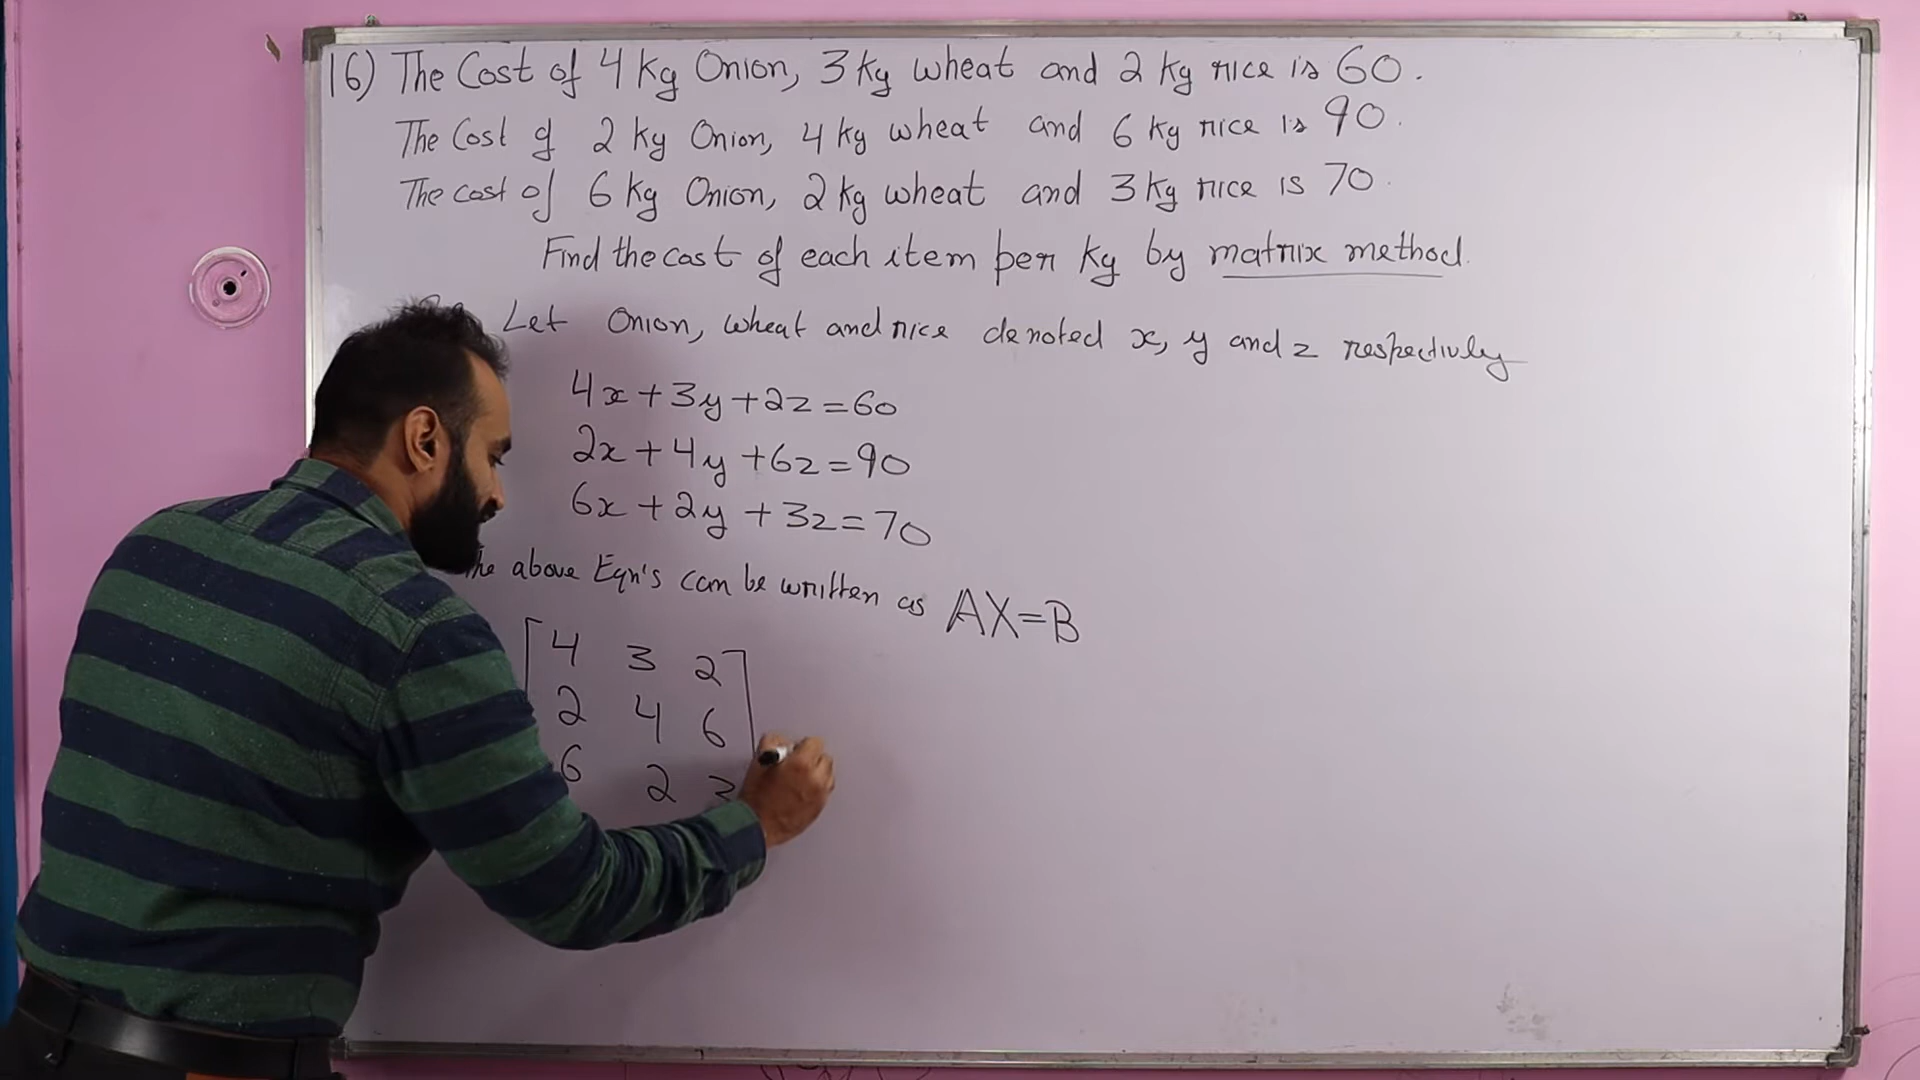 16) The Cost of 4 kg Onion, 3 kg wheat and 2 kg rice is 60.
The Cost of 2 kg Onion, 4 kg wheat and 6 kg rice is 90.
The cost of 6 kg Onion, 2 kg wheat and 3 kg rice is 70.
Find the cost of each item per kg by matrix method.
Let Onion, wheat and rice denoted x, y and z respectivly
4x+3y+2z=60
2x+4y+6z=90
6x+2y+3z=70
The above Eqn's can be written as AX=B
4 3 2
2 4 6
6 2